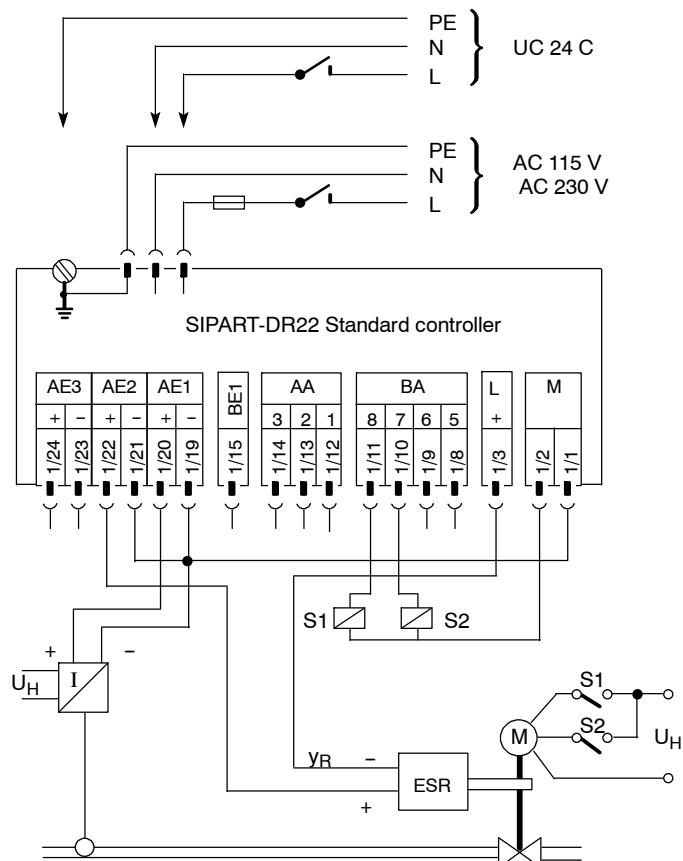 PE
N
L
UC 24 C
PE
N
L
AC 115 V
AC 230 V
SIPART-DR22 Standard controller
AE3 AE2 AE1 BE1 AA BA L M
+ − + − + − 3 2 1 8 7 6 5 +
1/24 1/23 1/22 1/21 1/20 1/19 1/15 1/14 1/13 1/12 1/11 1/10 1/9 1/8 1/3 1/2 1/1
S1 S2
+ −
UH
I
S1
S2
M
UH
yR −
ESR
+